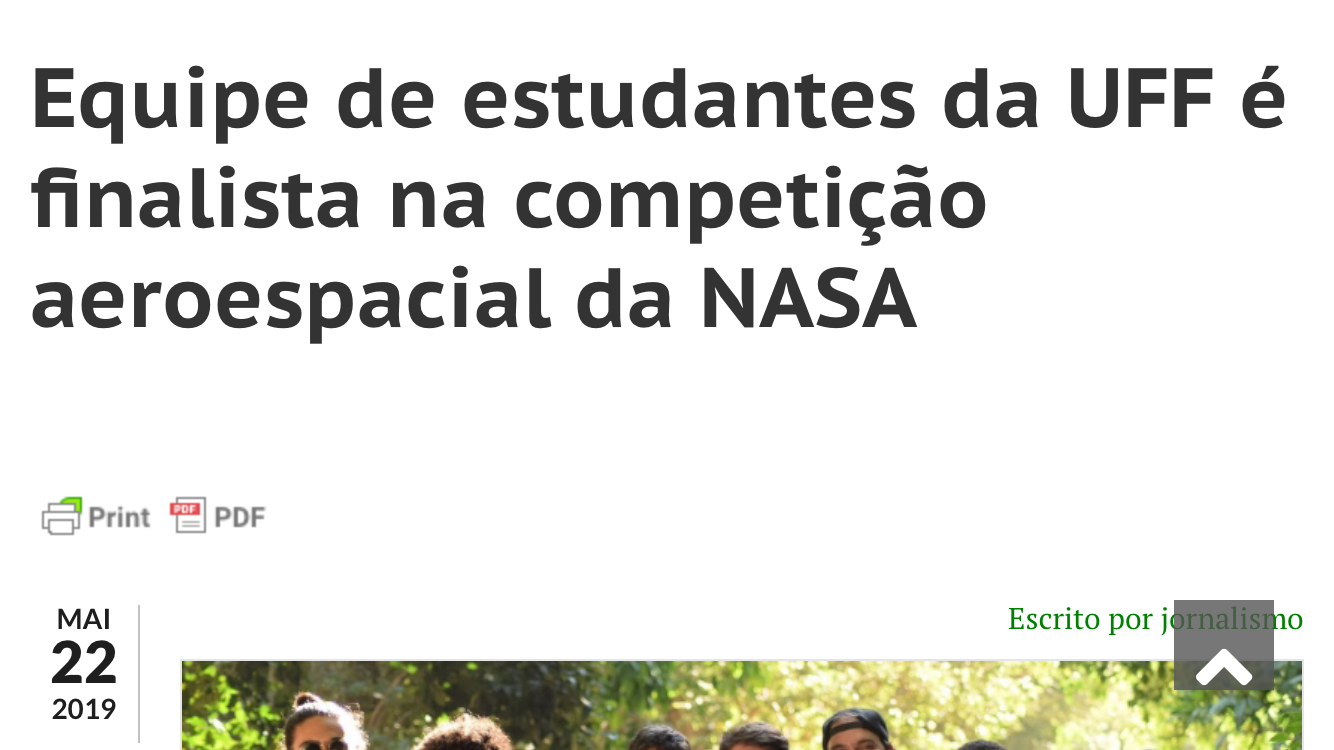 Equipe de estudantes da UFF é
finalista na competição
aeroespacial da NASA
Print PDF
MAI
22
2019
Escrito por jornalismo